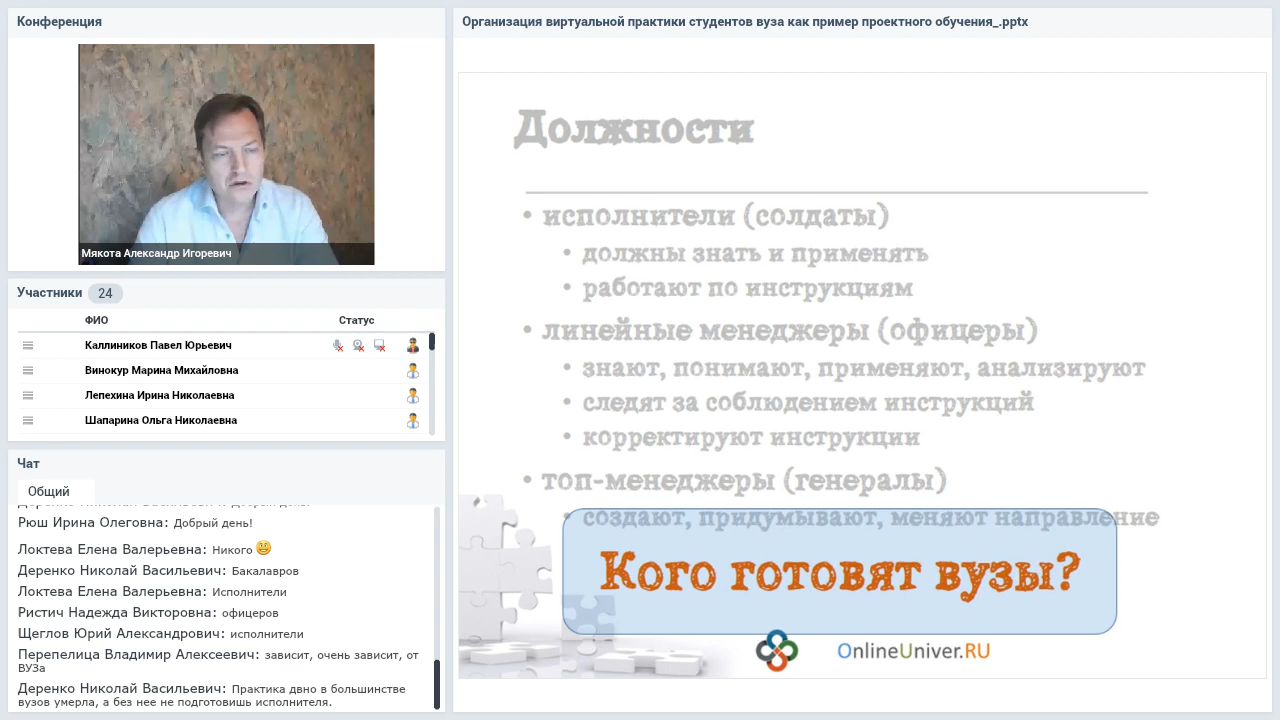 Конференция
Мякота Александр Игоревич
Участники 24
ФИО Статус
Каллиников Павел Юрьевич
Винокур Марина Михайловна
Лепехина Ирина Николаевна
Шапарина Ольга Николаевна
Чат
Общий
Рюш Ирина Олеговна: Добрый день!
Локтева Елена Валерьевна: Никого
Деренко Николай Васильевич: Бакалавров
Локтева Елена Валерьевна: Исполнители
Ристич Надежда Викторовна: офицеров
Щеглов Юрий Александрович: исполнители
Перепелица Владимир Алексеевич: зависит, очень зависит, от
ВУЗа
Деренко Николай Васильевич: Практика двно в большинстве
вузов умерла, а без нее не подготовишь исполнителя.
Организация виртуальной практики студентов вуза как пример проектного обучения_.pptx
Должности
• исполнители (солдаты)
• должны знать и применять
• работают по инструкциям
• линейные менеджеры (офицеры)
• знают, понимают, применяют, анализируют
• следят за соблюдением инструкций
• корректируют инструкции
• топ-менеджеры (генералы)
• создают, придумывают, меняют направление
Кого готовят вузы?
OnlineUniver.RU